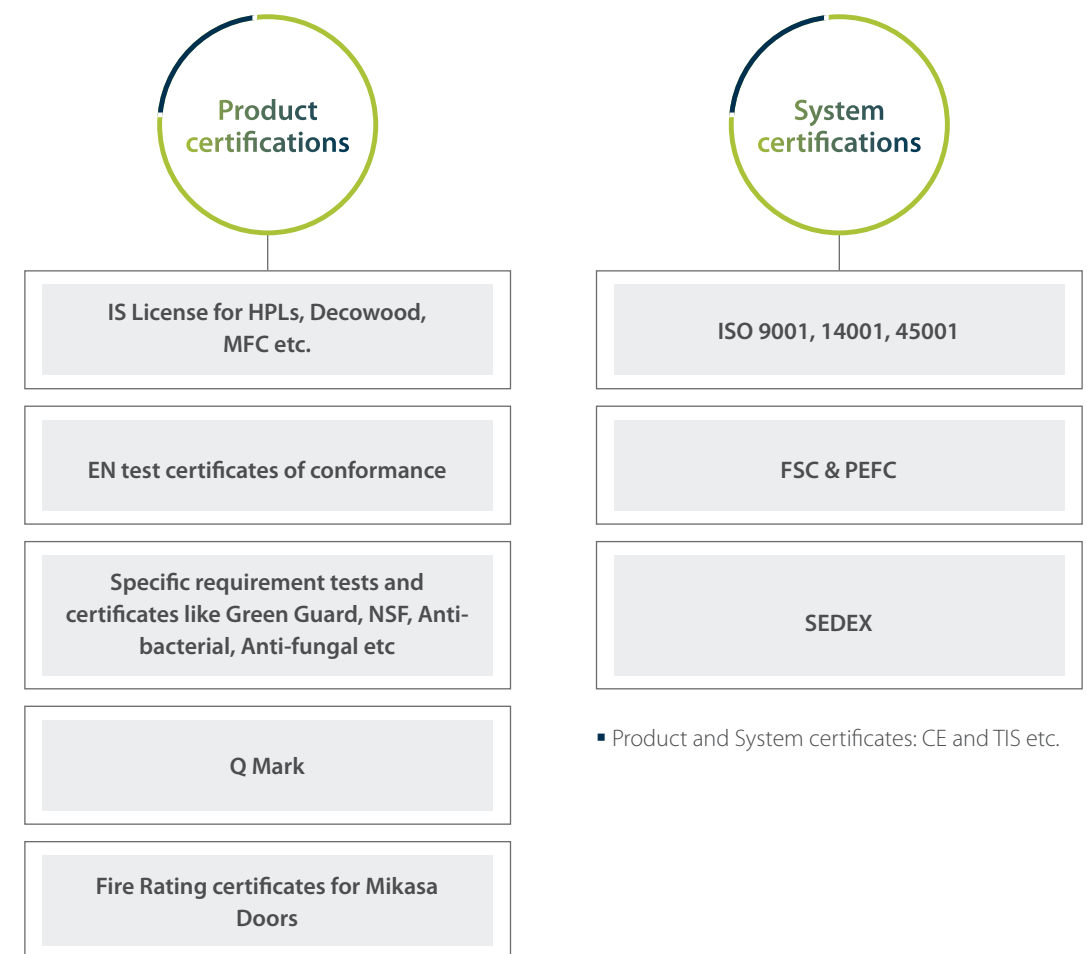 Product
certifications
IS License for HPLs, Decowood,
MFC etc.
EN test certificates of conformance
Specific requirement tests and
certificates like Green Guard, NSF, Anti-
bacterial, Anti-fungal etc
Q Mark
Fire Rating certificates for Mikasa
Doors
System
certifications
ISO 9001, 14001, 45001
FSC & PEFC
SEDEX
▪ Product and System certificates: CE and TIS etc.